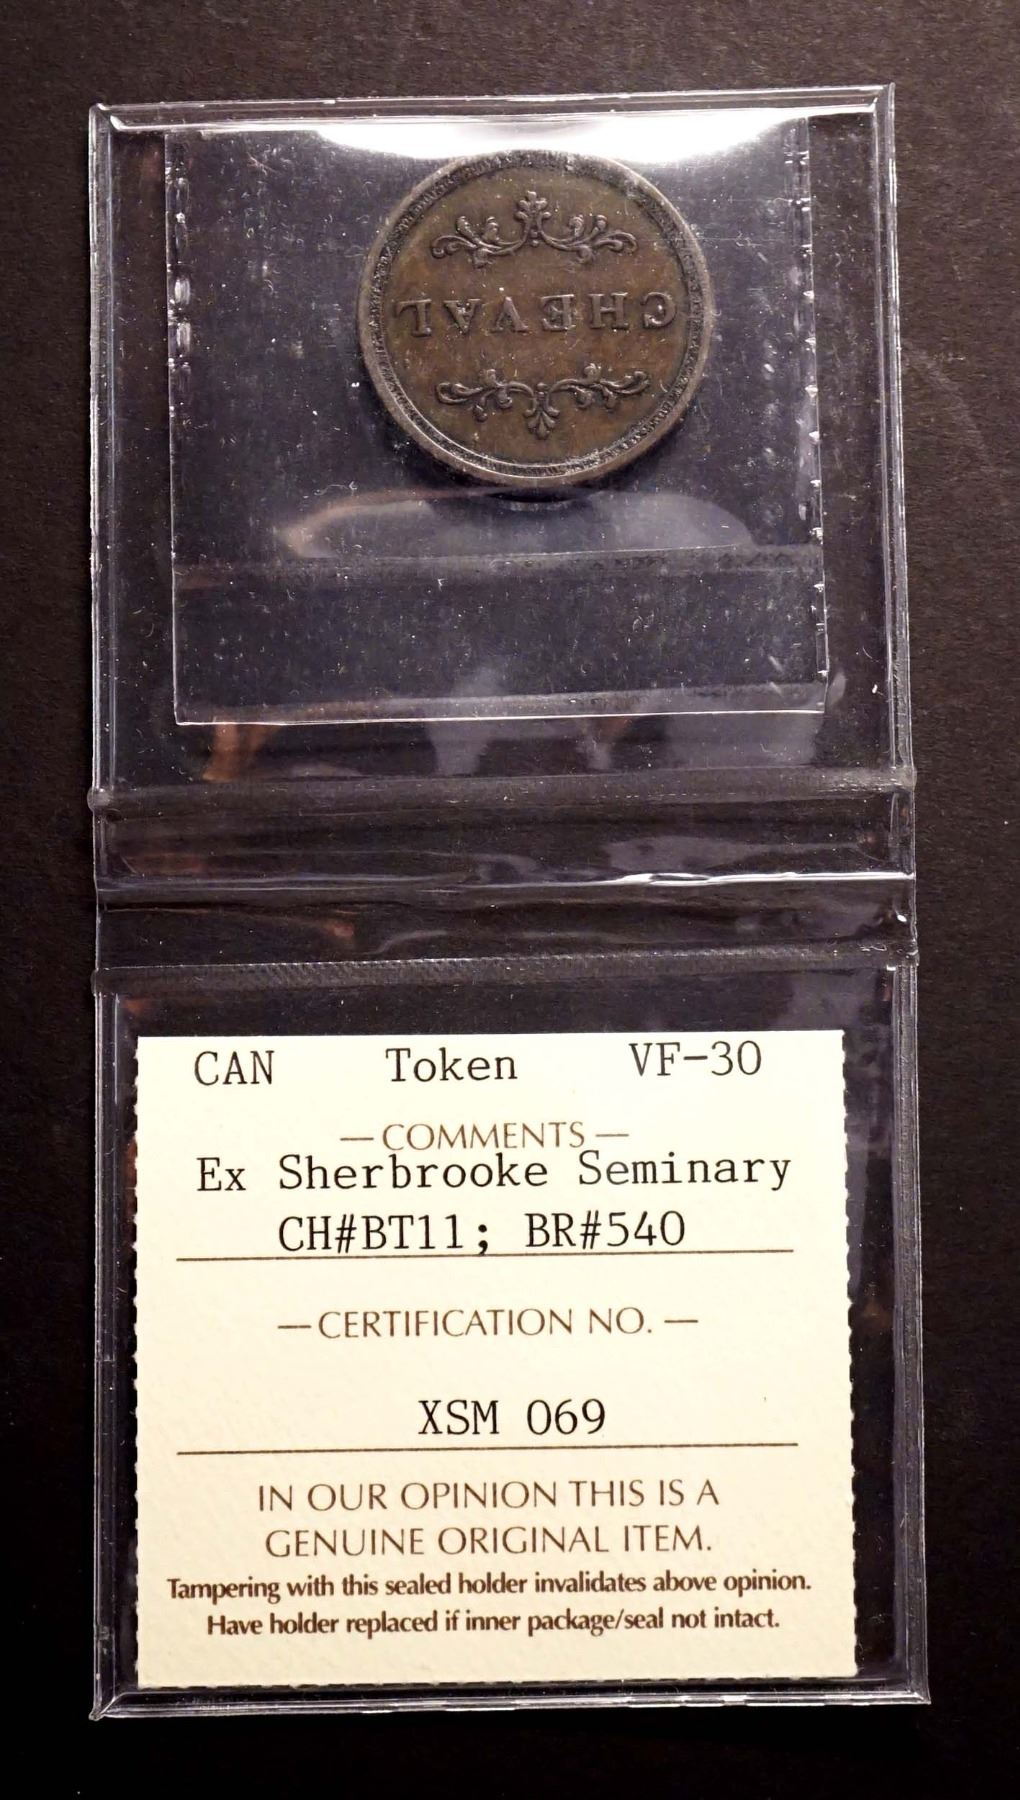 CHEVAL
CAN Token VF-30
—COMMENTS—
Ex Sherbrooke Seminary
CH#BT11; BR#540
—CERTIFICATION NO.—
XSM 069
IN OUR OPINION THIS IS A
GENUINE ORIGINAL ITEM.
Tampering with this sealed holder invalidates above opinion.
Have holder replaced if inner package/seal not intact.